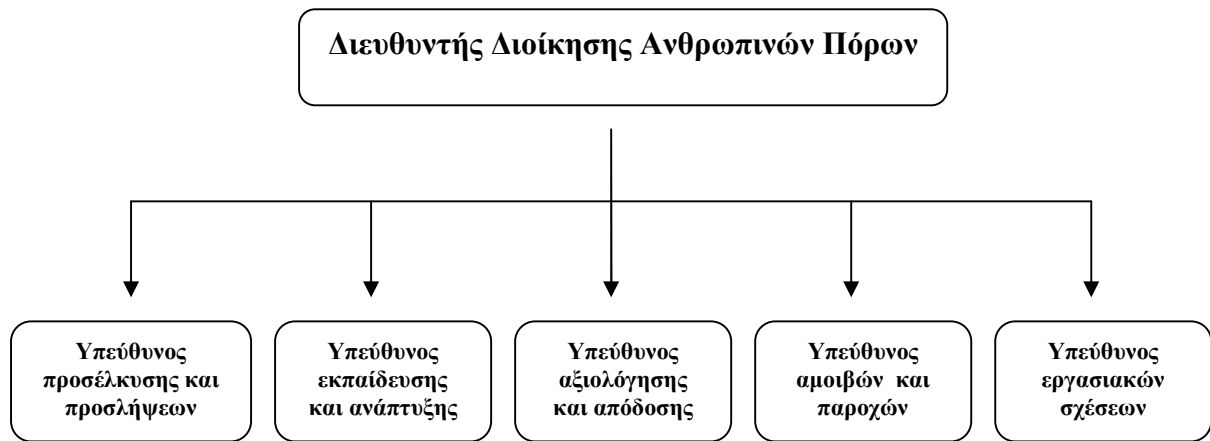 Διευθυντής Διοίκησης Ανθρωπινών Πόρων
Υπεύθυνος
προσέλκυσης και
προσλήψεων
Υπεύθυνος
εκπαίδευσης
και ανάπτυξης
Υπεύθυνος
αξιολόγησης
και απόδοσης
Υπεύθυνος
αμοιβών και
παροχών
Υπεύθυνος
εργασιακών
σχέσεων